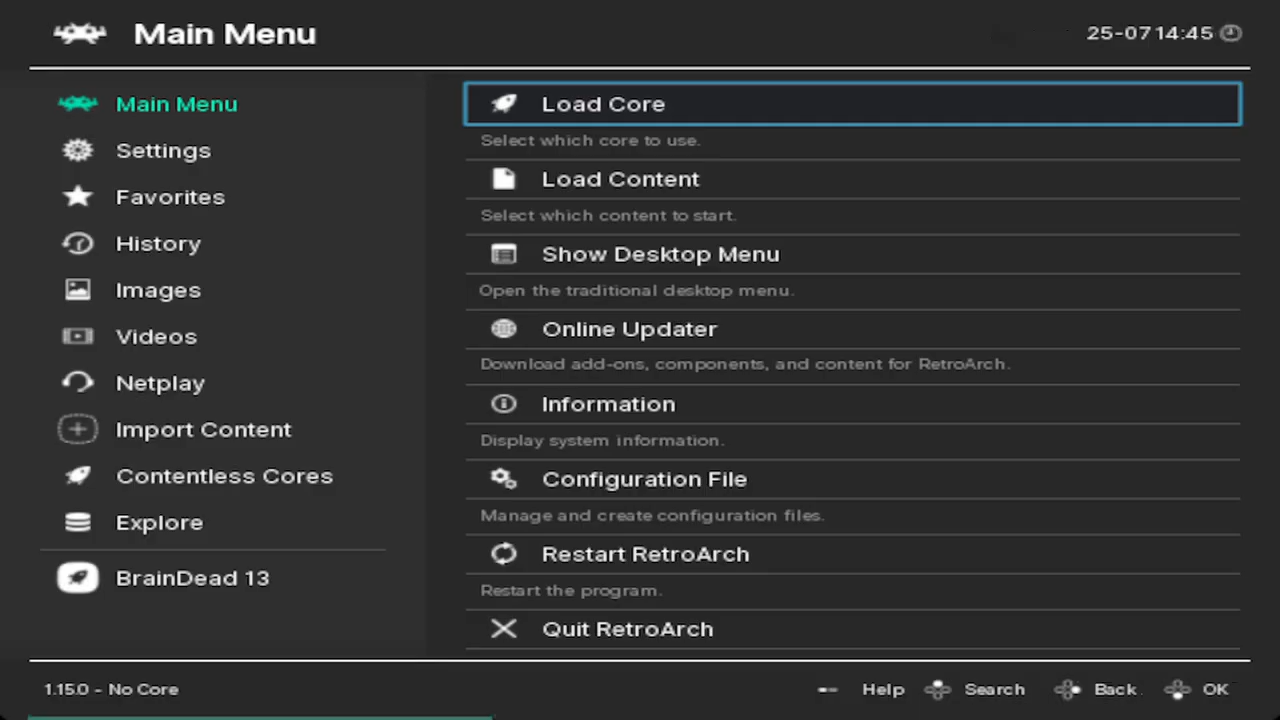 Main Menu
25-07 14:45
Main Menu
Settings
Favorites
History
Images
Videos
Netplay
Import Content
Contentless Cores
Explore
BrainDead 13
Load Core
Select which core to use.
Load Content
Select which content to start.
Show Desktop Menu
Open the traditional desktop menu.
Online Updater
Download add-ons, components, and content for RetroArch.
Information
Display system information.
Configuration File
Manage and create configuration files.
Restart RetroArch
Restart the program.
Quit RetroArch
1.15.0 - No Core
Help Search Back OK